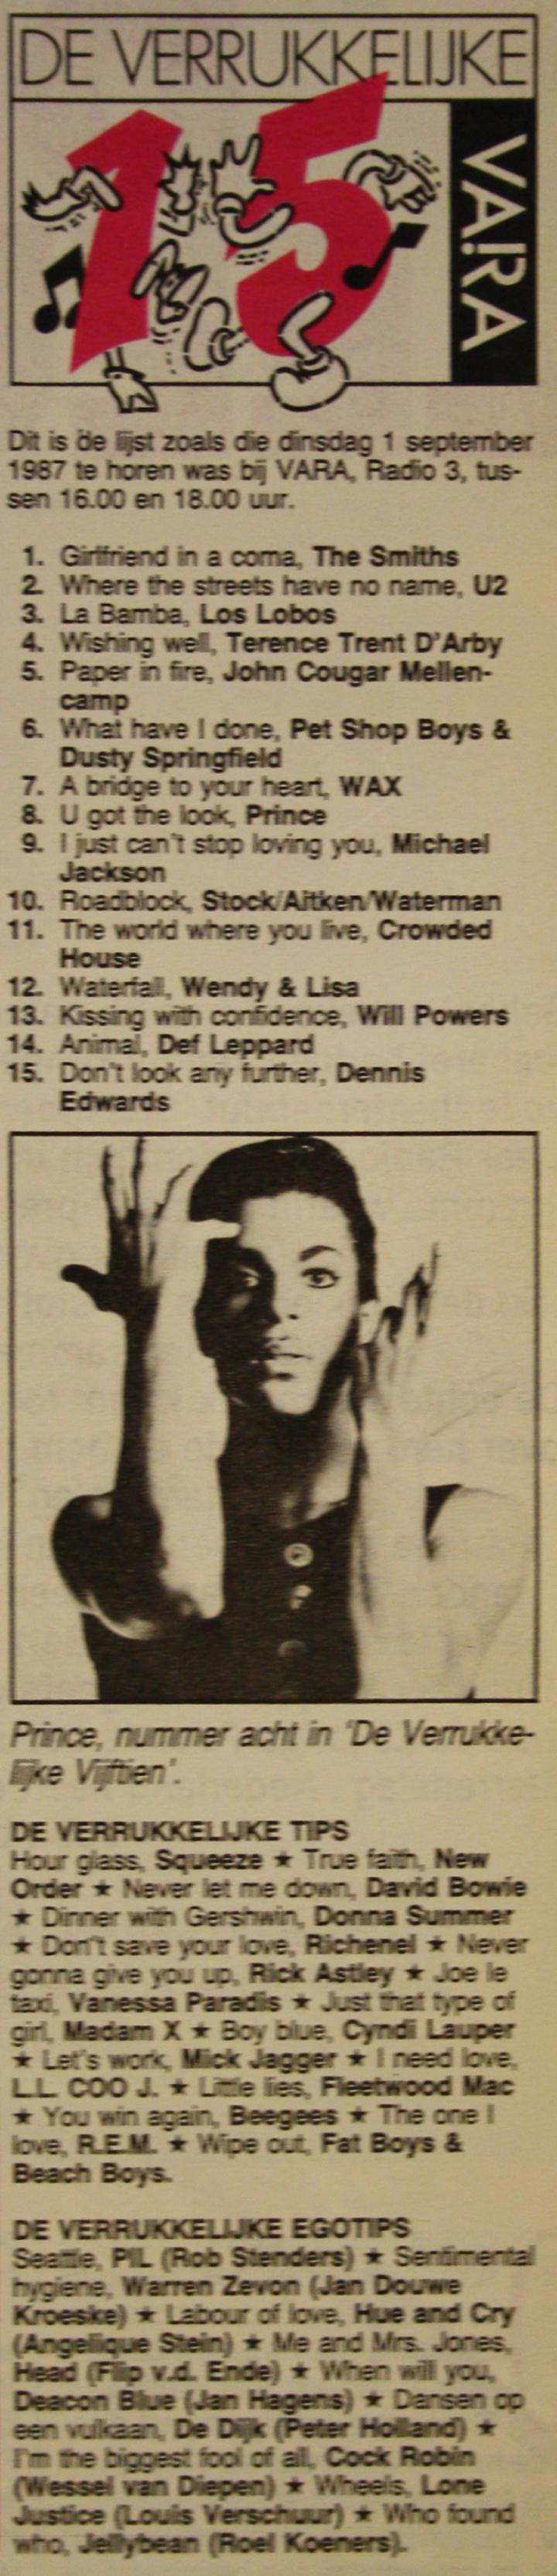 DE VERRUKKELIJKE
15
VARA
Dit is de lijst zoals die dinsdag 1 september
1987 te horen was bij VARA, Radio 3, tus-
sen 16.00 en 18.00 uur.
1. Girlfriend in a coma, The Smiths
2. Where the streets have no name, U2
3. La Bamba, Los Lobos
4. Wishing well, Terence Trent D'Arby
5. Paper in fire, John Cougar Mellen-
camp
6. What have I done, Pet Shop Boys &
Dusty Springfield
7. A bridge to your heart, WAX
8. U got the look, Prince
9. I just can't stop loving you, Michael
Jackson
10. Roadblock, Stock/Aitken/Waterman
11. The world where you live, Crowded
House
12. Waterfall, Wendy & Lisa
13. Kissing with confidence, Will Powers
14. Animal, Def Leppard
15. Don't look any further, Dennis
Edwards
Prince, nummer acht in 'De Verrukke-
lijke Vijftien'.
DE VERRUKKELIJKE TIPS
Hour glass, Squeeze ★ True faith, New
Order ★ Never let me down, David Bowie
★ Dinner with Gershwin, Donna Summer
★ Don't save your love, Richenel ★ Never
gonna give you up, Rick Astley ★ Joe le
taxi, Vanessa Paradis ★ Just that type of
girl, Madam X ★ Boy blue, Cyndi Lauper
★ Let's work, Mick Jagger ★ I need love,
L.L. COO J. ★ Little lies, Fleetwood Mac
★ You win again, Beegees ★ The one I
love, R.E.M. ★ Wipe out, Fat Boys &
Beach Boys.
DE VERRUKKELIJKE EGOTIPS
Seattle, PIL (Rob Stenders) ★ Sentimental
hygiene, Warren Zevon (Jan Douwe
Kroeske) ★ Labour of love, Hue and Cry
(Angelique Stein) ★ Me and Mrs. Jones,
Head (Flip v.d. Ende) ★ When will you,
Deacon Blue (Jan Hagens) ★ Dansen op
een vulkaan, De Dijk (Peter Holland) ★
I'm the biggest fool of all, Cock Robin
(Wessel van Diepen) ★ Wheels, Lone
Justice (Louis Verschuur) ★ Who found
who, Jellybean (Roel Koeners).